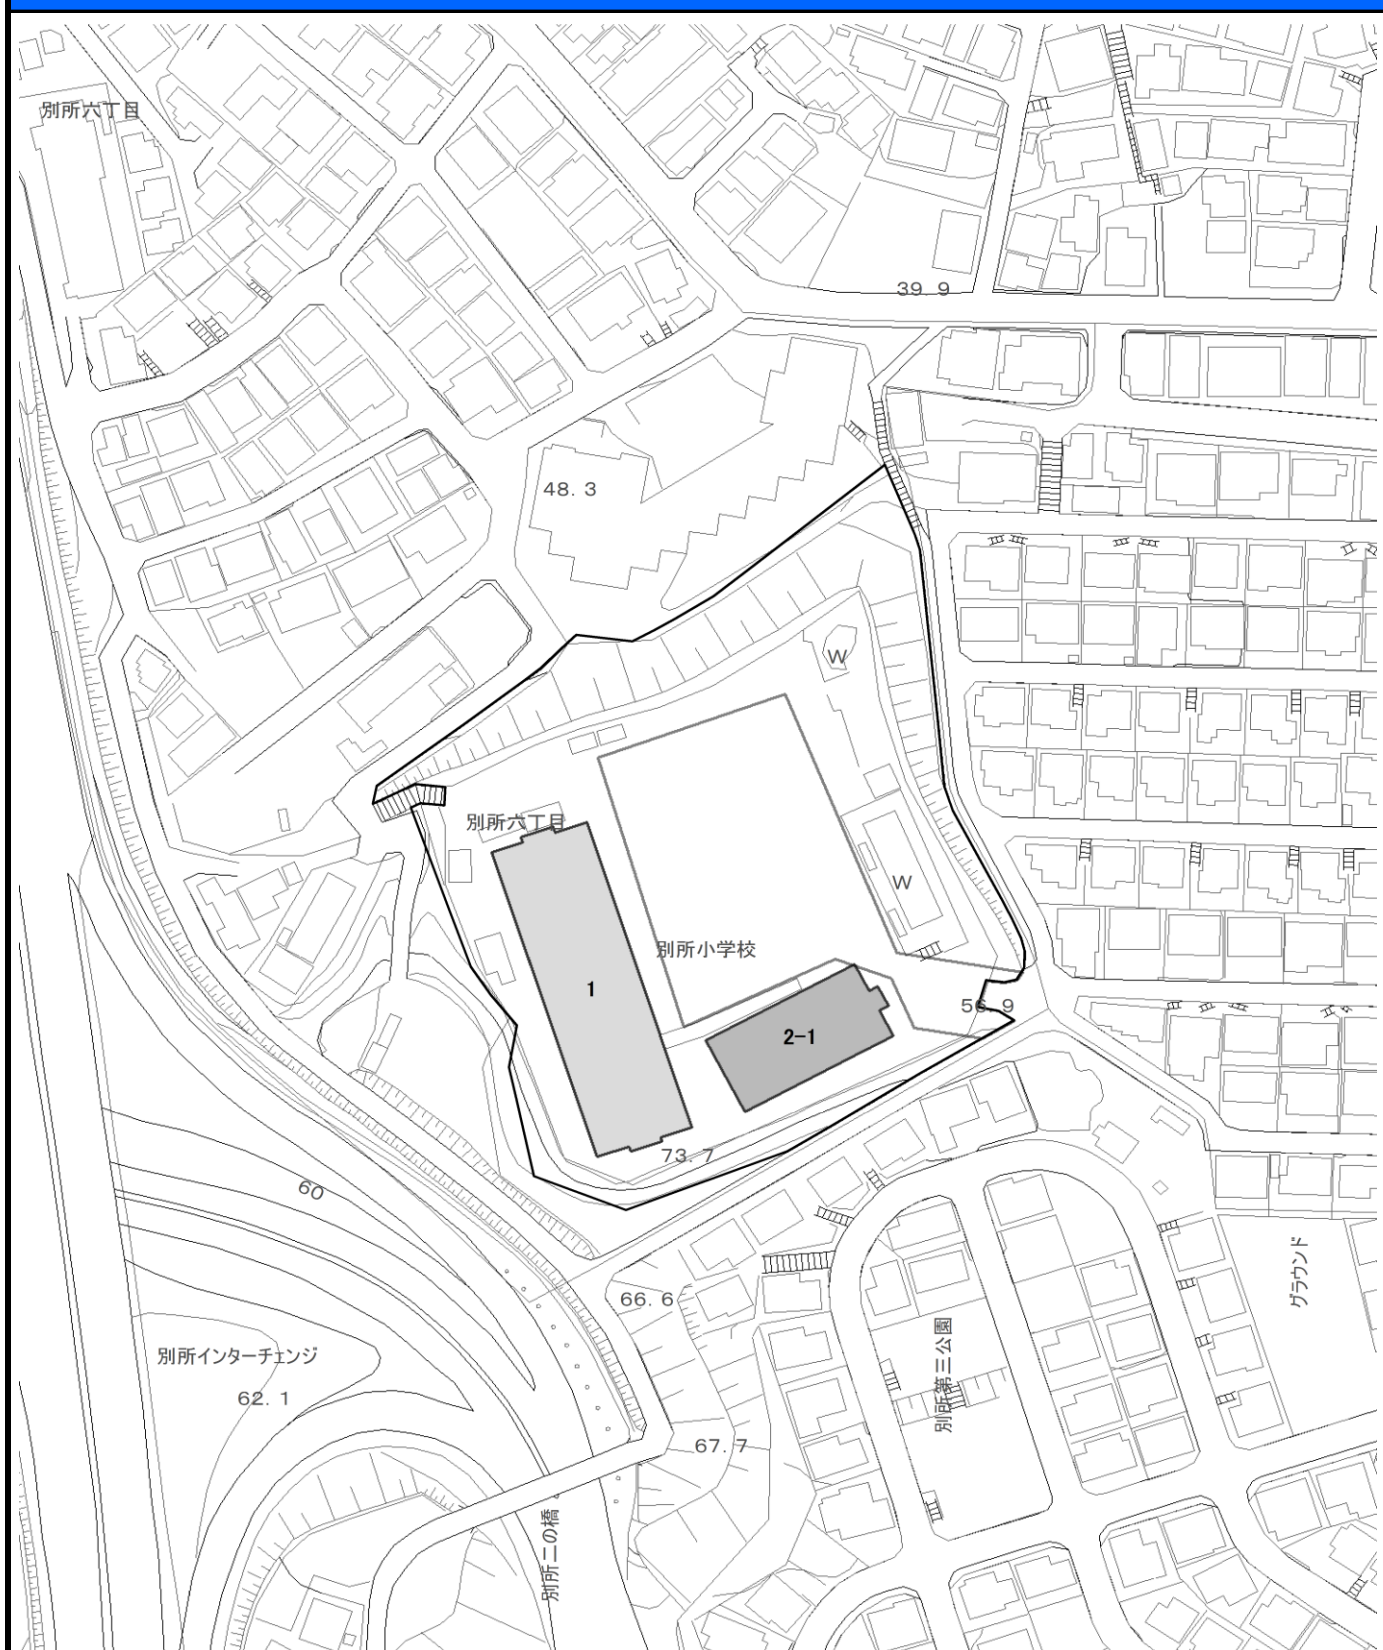 別所六丁目
39.9
48.3
W
別所六丁目
W
別所小学校
1
56.9
2-1
73.7
60
グラウンド
66.6
別所インターチェンジ
別所第三公園
62.1
67.7
別所二の橋